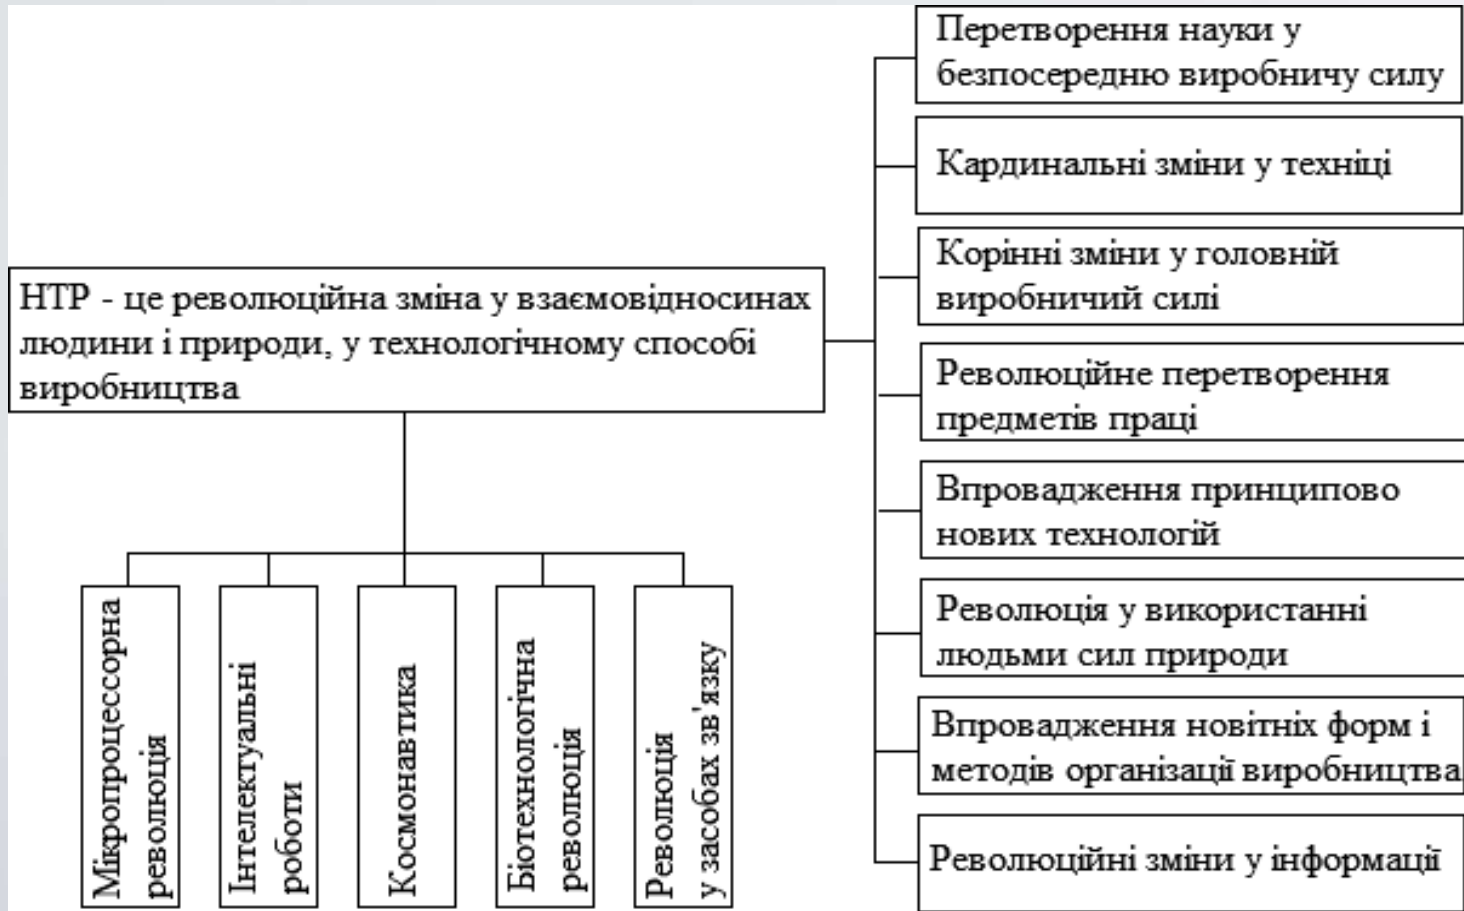 НТР - це революційна зміна у взаємовідносинах
людини і природи, у технологічному способі
виробництва
Мікропроцессорна
революція
Інтелектуальні
роботи
Космонавтика
Біотехнологічна
революція
Революція
у засобах зв'язку
Перетворення науки у
безпосередню виробничу силу
Кардинальні зміни у техніці
Корінні зміни у головній
виробничий силі
Революційне перетворення
предметів праці
Впровадження принципово
нових технологій
Революція у використанні
людьми сил природи
Впровадження новітніх форм і
методів організації виробництва
Революційні зміни у інформації